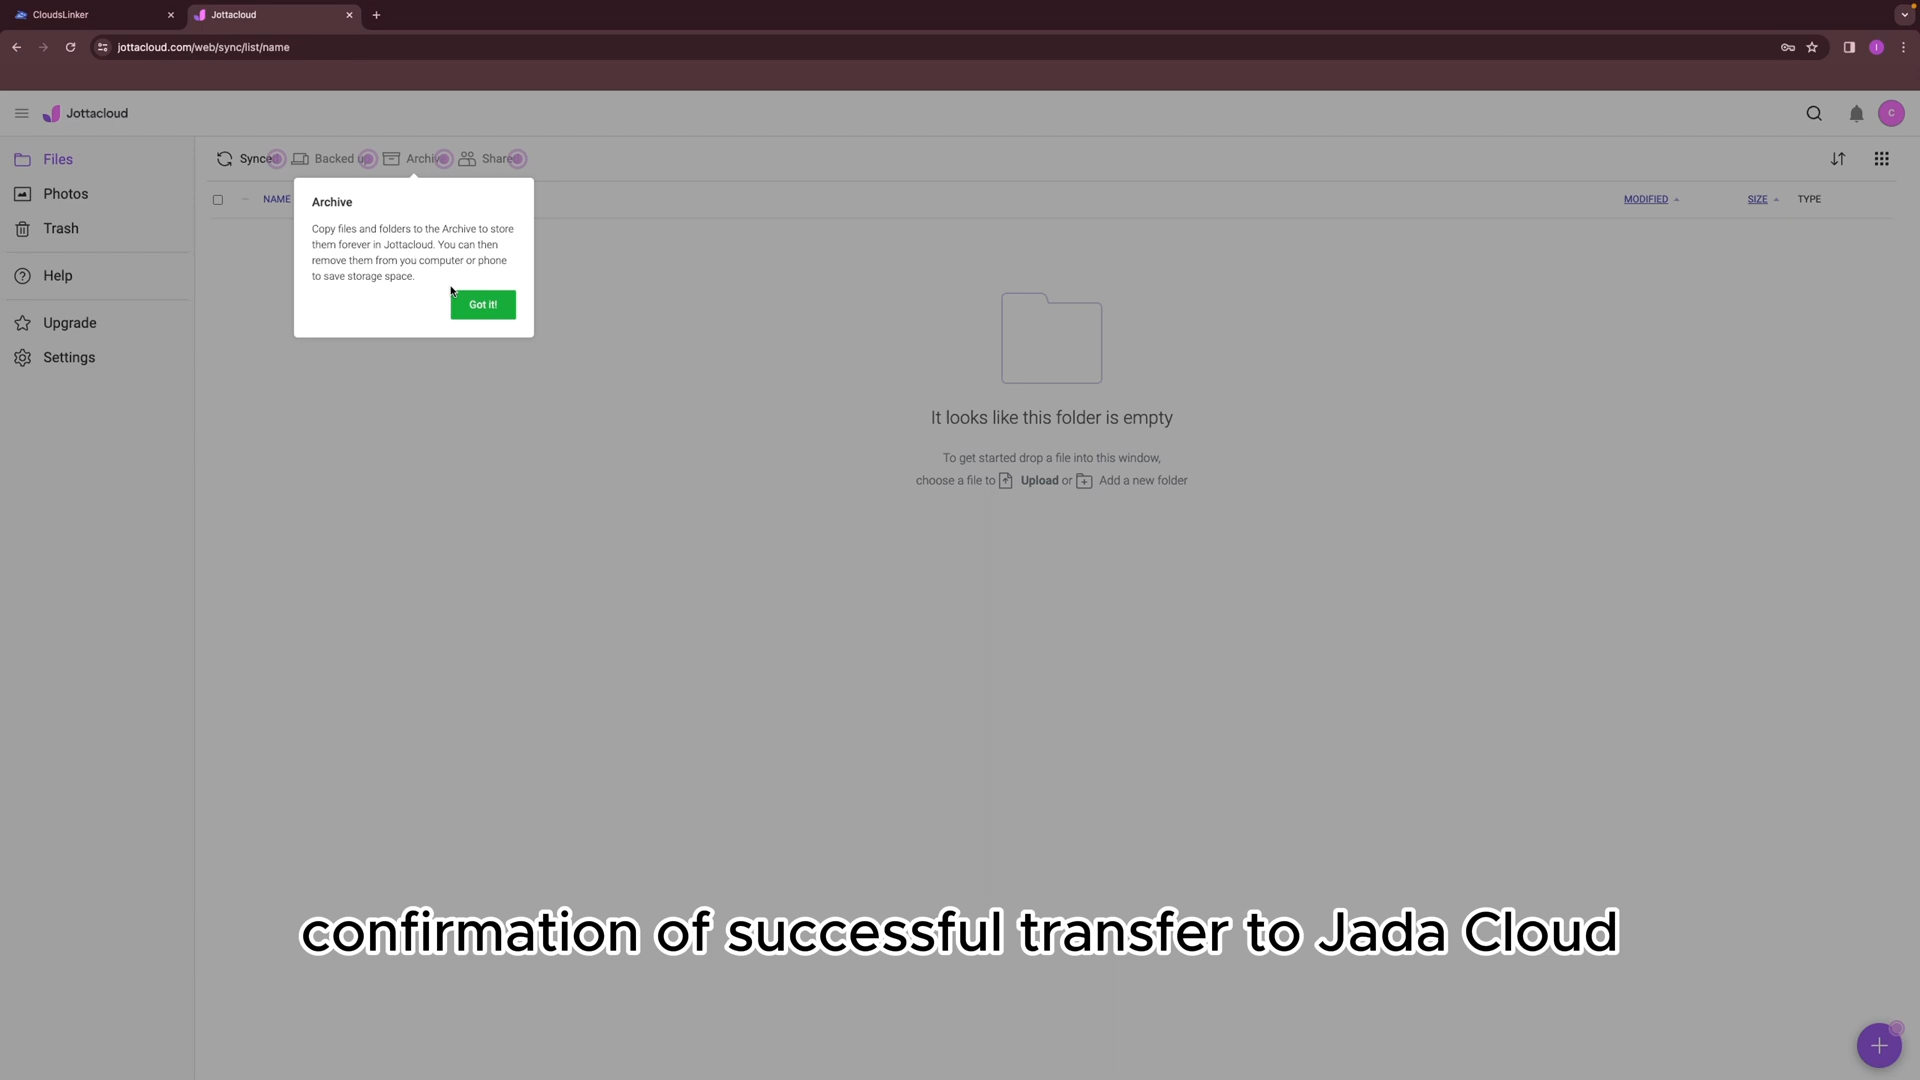 CloudsLinker
Jottacloud
jottacloud.com/web/sync/list/name
I
Jottacloud
C
Files
Photos
Trash
Help
Upgrade
Settings
Synced
Backed up
Archive
Shared
NAME
MODIFIED
SIZE
TYPE
Archive
Copy files and folders to the Archive to store
them forever in Jottacloud. You can then
remove them from you computer or phone
to save storage space.
Got it!
It looks like this folder is empty
To get started drop a file into this window,
choose a file to Upload or Add a new folder
confirmation of successful transfer to Jada Cloud